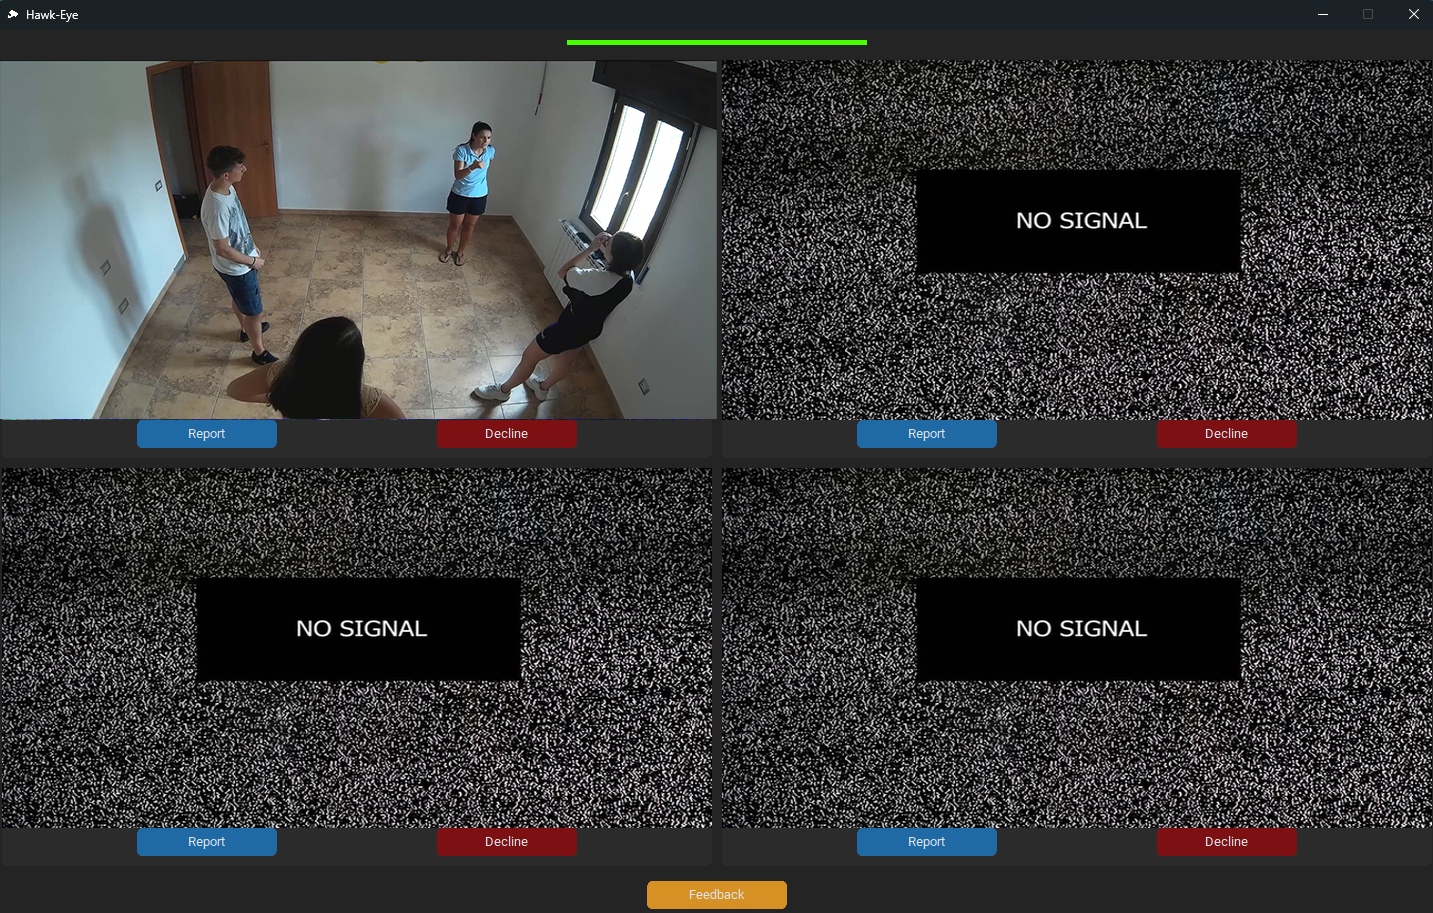 Hawk-Eye
NO SIGNAL
Report
Decline
Report
Decline
NO SIGNAL
NO SIGNAL
Report
Decline
Report
Decline
Feedback